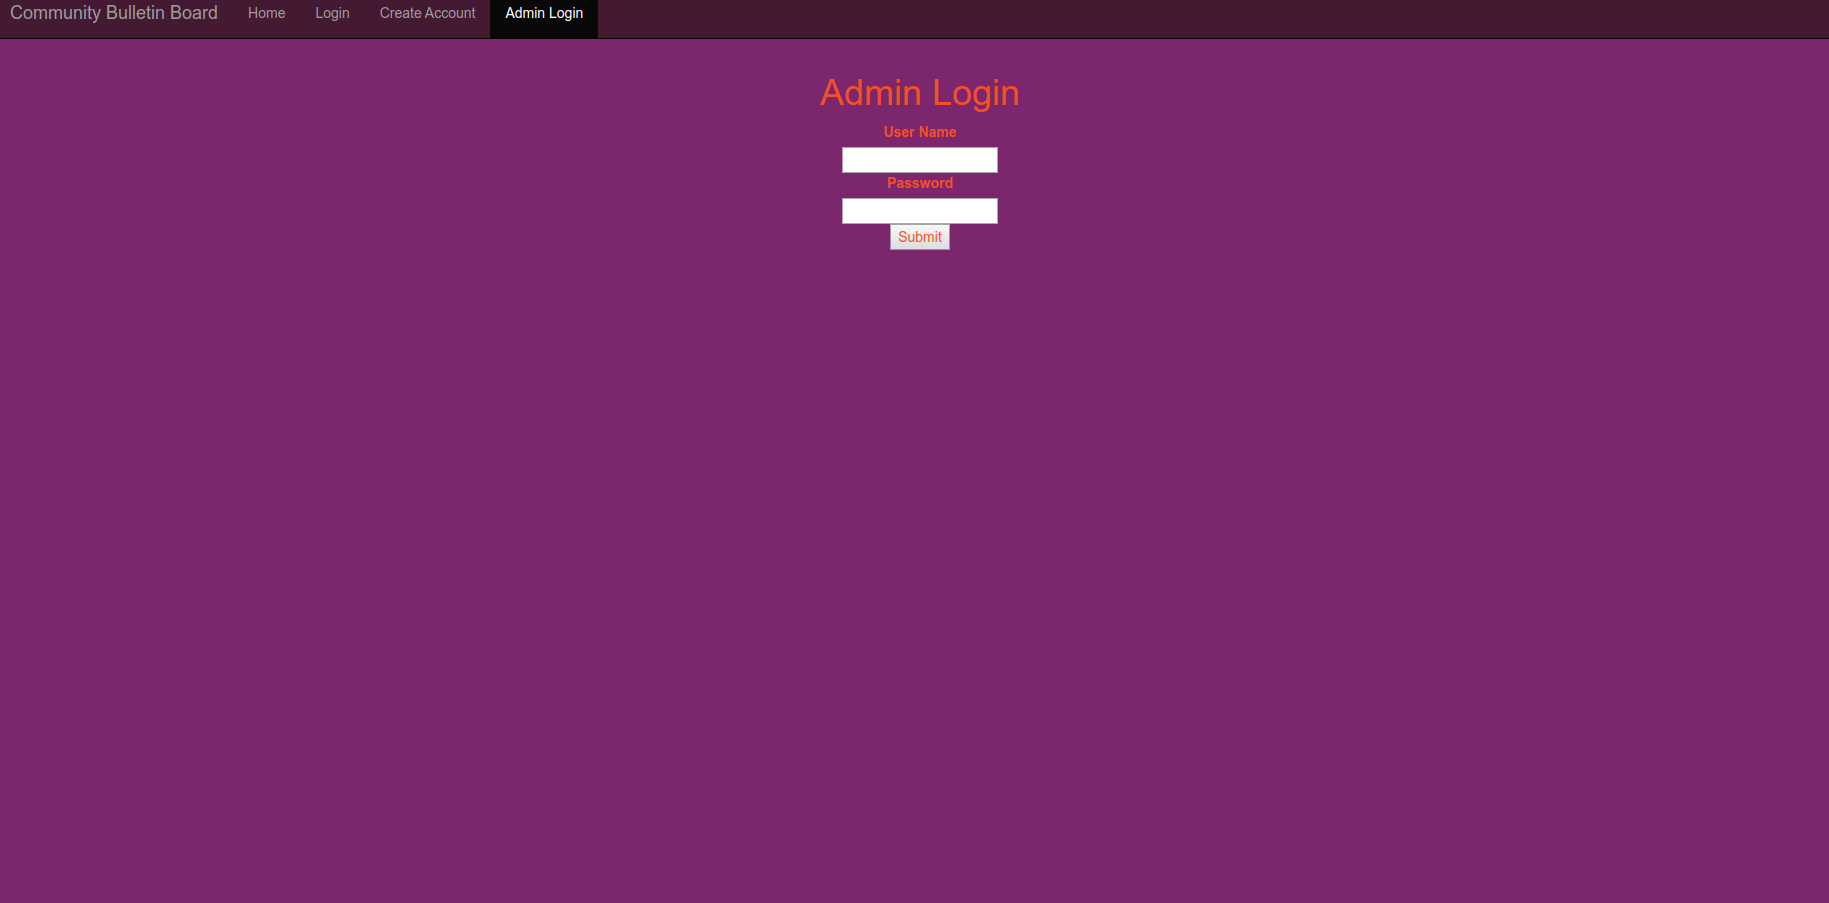 Community Bulletin Board Home Login Create Account Admin Login
Admin Login
User Name
Password
Submit